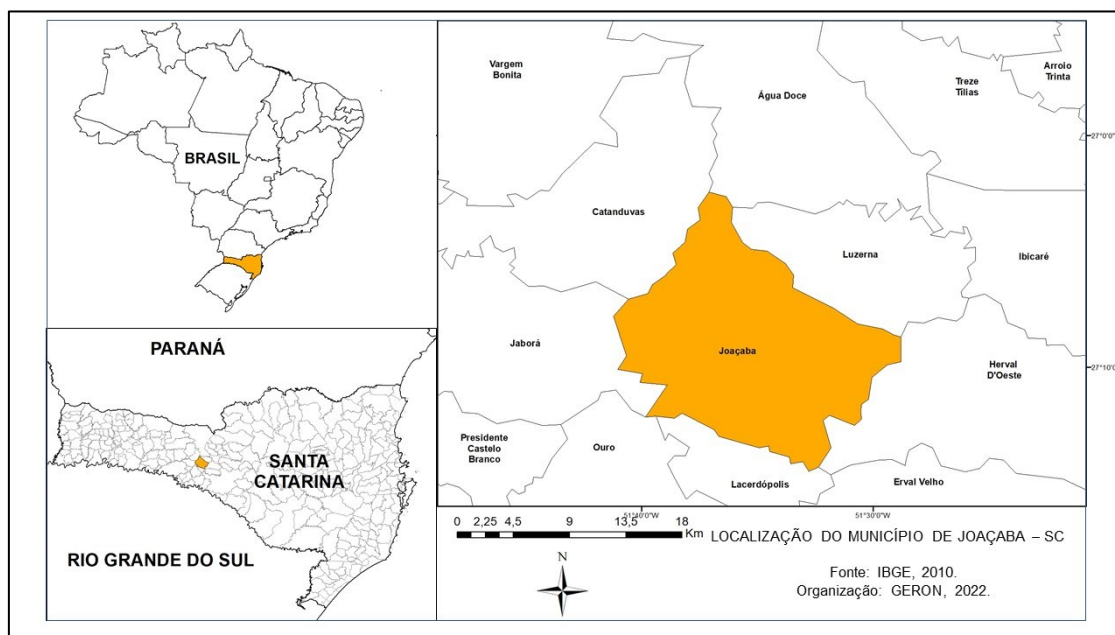 BRASIL
PARANÁ
SANTA
CATARINA
RIO GRANDE DO SUL
Vargem
Bonita
Água Doce
Treze
Tílias
Arroio
Trinta
27°0'0"
Catanduvas
Luzerna
Ibicaré
Jaborá
Joaçaba
Herval
D'Oeste
27°10'
Presidente
Castelo
Branco
Ouro
Lacerdópolis
Erval Velho
51°40'0"W
51°30'0"W
0 2,25 4,5 9 13,5 18
Km
LOCALIZAÇÃO DO MUNICÍPIO DE JOAÇABA – SC
N
Fonte: IBGE, 2010.
Organização: GERON, 2022.